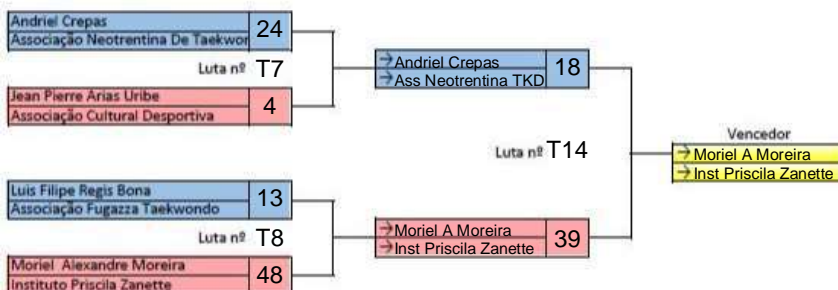 Andriel Crepas 24
Associação Neotrentina De Taekwor
Luta nº T7
Jean Pierre Arias Uribe 4
Associação Cultural Desportiva
→Andriel Crepas 18
→Ass Neotrentina TKD
Luta nº T14
Vencedor
→Moriel A Moreira
→Inst Priscila Zanette
Luis Filipe Regis Bona 13
Associação Fugazza Taekwondo
Luta nº T8
Moriel Alexandre Moreira 48
Instituto Priscila Zanette
→Moriel A Moreira 39
→Inst Priscila Zanette